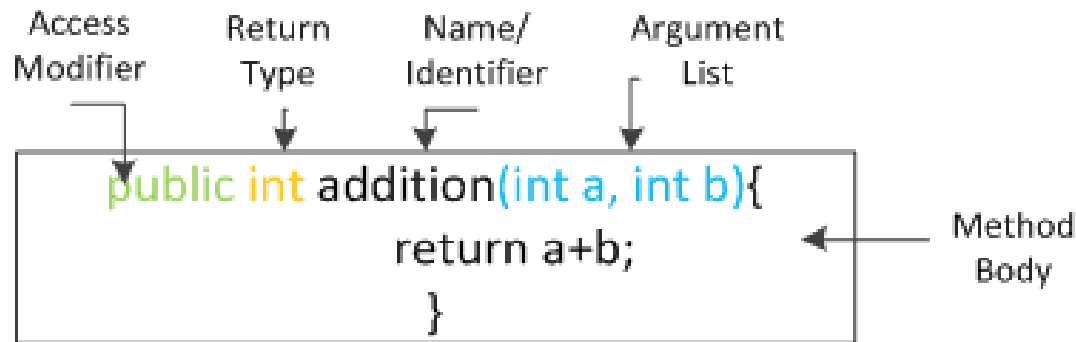 Access
Modifier
Return
Type
Name/
Identifier
Argument
List
public int addition(int a, int b){
return a+b;
}
Method
Body